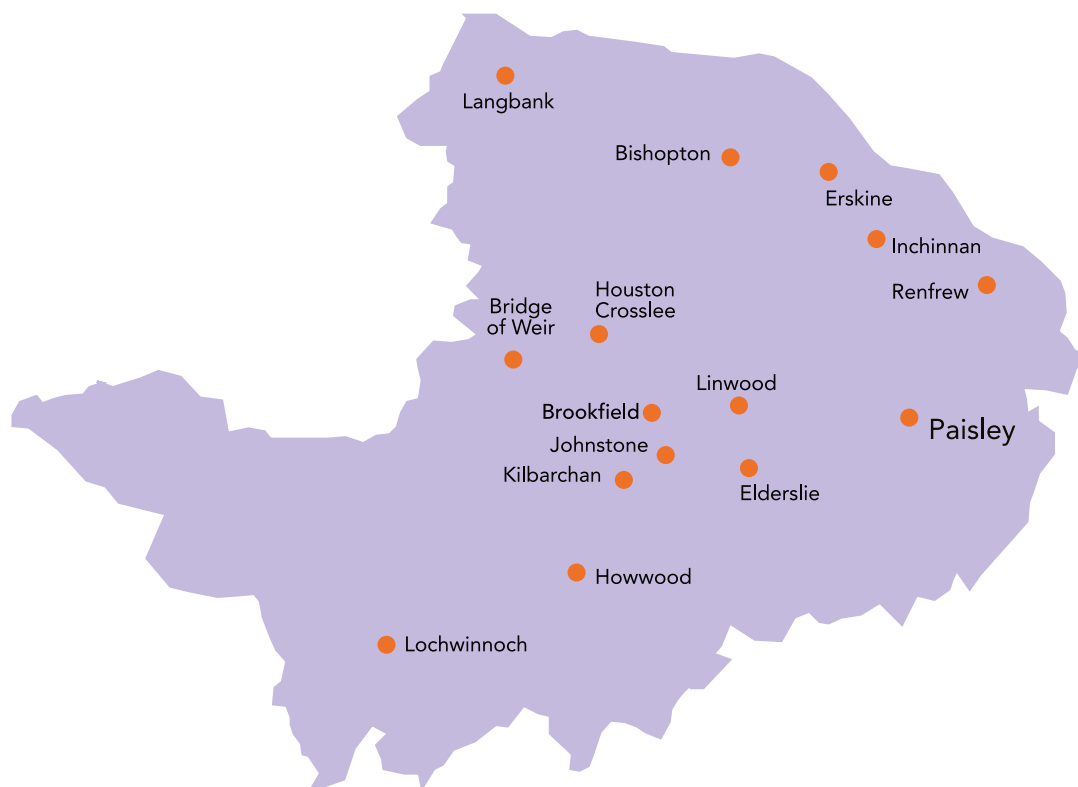 Langbank
Bishopton
Erskine
Inchinnan
Renfrew
Houston
Crosslee
Bridge
of Weir
Linwood
Brookfield
Paisley
Johnstone
Kilbarchan
Elderslie
Howwood
Lochwinnoch